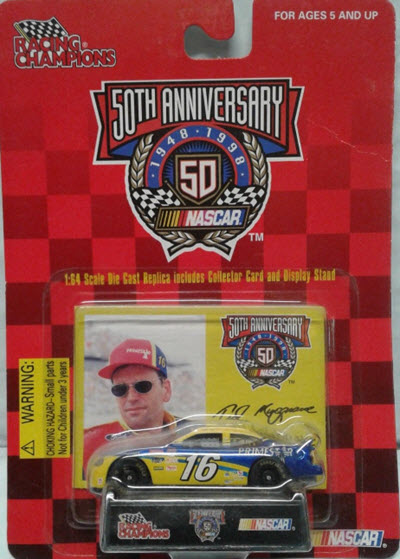 RACING CHAMPIONS
FOR AGES 5 AND UP
50TH ANNIVERSARY
1948-1998
50
NASCAR
TM
1:64 Scale Die Cast Replica includes Collector Card and Display Stand
WARNING:
CHOKING HAZARD-Small parts
Not for Children under 3 years
50TH ANNIVERSARY
50
NASCAR
PRIMESTAR
16
RACING CHAMPIONS
NASCAR